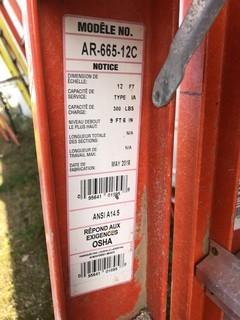 MODÈLE NO.
AR-665-12C
NOTICE
DIMENSION DE L'ÉCHELLE: 12 FT
CAPACITÉ DE SERVICE: TYPE IA
CAPACITÉ DE CHARGE: 300 LBS
NIVEAU DEBOUT LE PLUS HAUT: 9 FT 6 IN
LONGUEUR TOTALE DES SECTIONS: N/A
LONGUEUR DE TRAVAIL MAX: N/A
DATE DE FABRICATION: MAY 2016
ANSI A14.5
RÉPOND AUX
EXIGENCES
OSHA